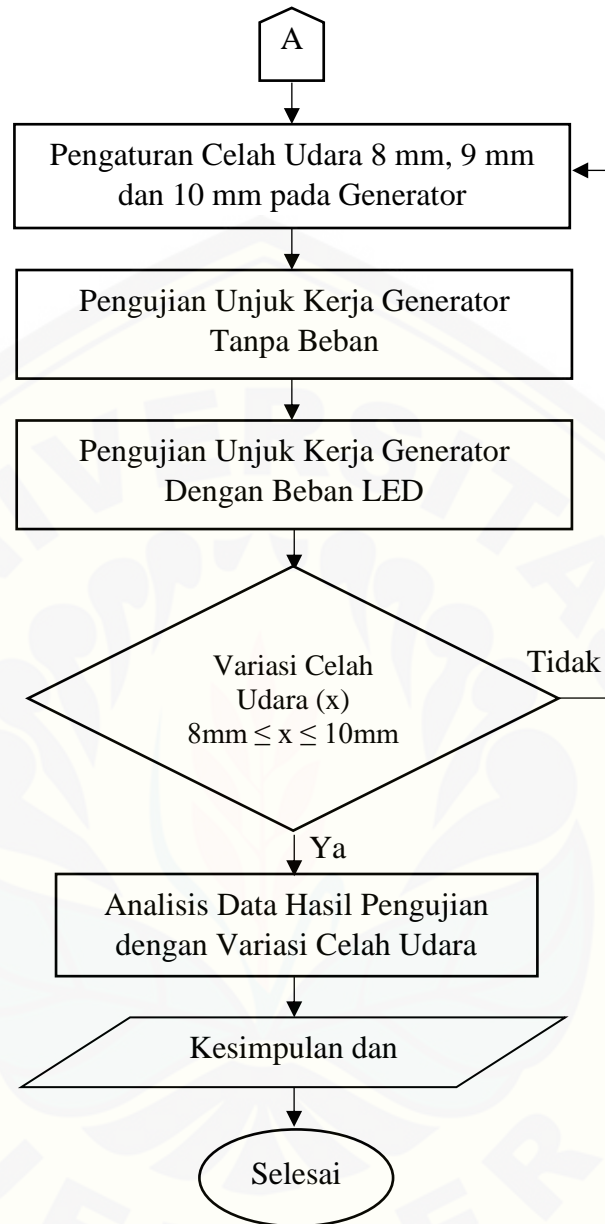 A
Pengaturan Celah Udara 8 mm, 9 mm
dan 10 mm pada Generator
Pengujian Unjuk Kerja Generator
Tanpa Beban
Pengujian Unjuk Kerja Generator
Dengan Beban LED
Variasi Celah
Udara (x)
8mm ≤ x ≤ 10mm
Tidak
Ya
Analisis Data Hasil Pengujian
dengan Variasi Celah Udara
Kesimpulan dan
Selesai